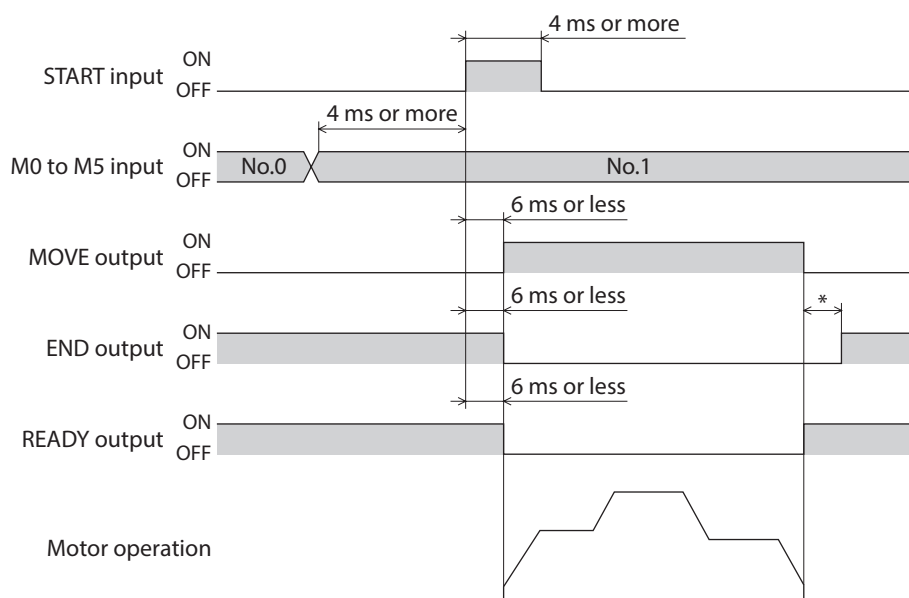 4 ms or more
START input
ON
OFF
4 ms or more
M0 to M5 input
ON
OFF
No.0
No.1
6 ms or less
MOVE output
ON
OFF
6 ms or less
*
END output
ON
OFF
6 ms or less
READY output
ON
OFF
Motor operation